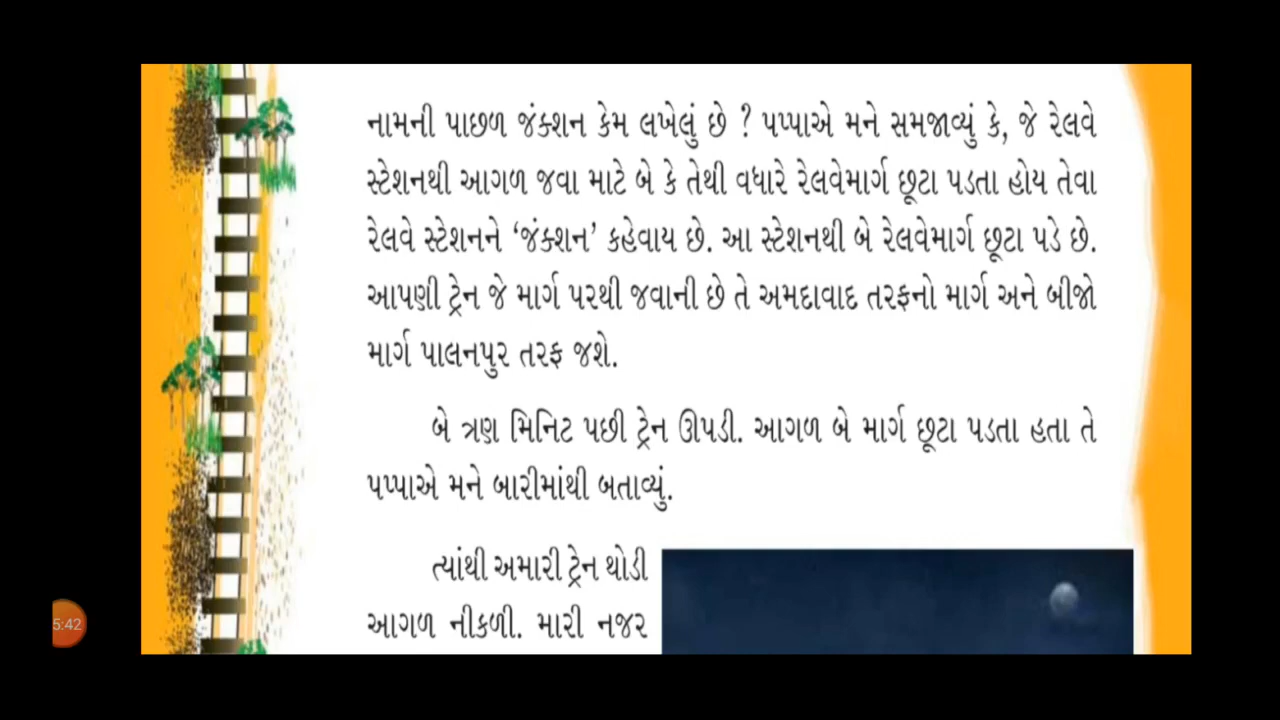 નામની પાછળ જંક્શન કેમ લખેલું છે ? પપ્પાએ મને સમજાવ્યું કે, જે રેલવે
સ્ટેશનથી આગળ જવા માટે બે કે તેથી વધારે રેલવેમાર્ગ છૂટા પડતા હોય તેવા
રેલવે સ્ટેશનને ‘જંક્શન’ કહેવાય છે. આ સ્ટેશનથી બે રેલવેમાર્ગ છૂટા પડે છે.
આપણી ટ્રેન જે માર્ગ પરથી જવાની છે તે અમદાવાદ તરફનો માર્ગ અને બીજો
માર્ગ પાલનપુર તરફ જશે.
બે ત્રણ મિનિટ પછી ટ્રેન ઊપડી. આગળ બે માર્ગ છૂટા પડતા હતા તે
પપ્પાએ મને બારીમાંથી બતાવ્યું.
ત્યાંથી અમારી ટ્રેન થોડી
આગળ નીકળી. મારી નજર
5:42